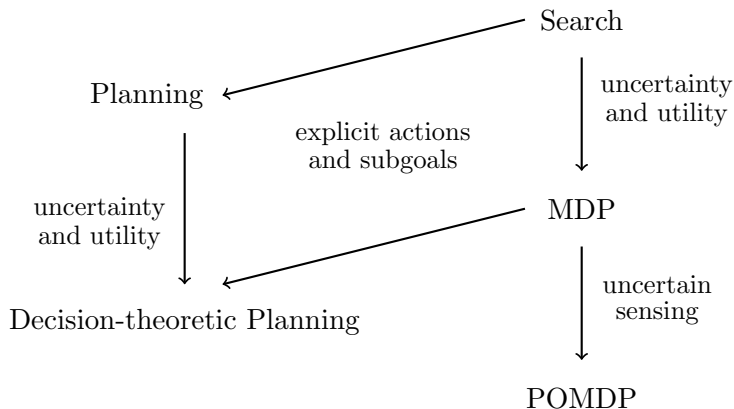 Search
Planning
uncertainty
and utility
explicit actions
and subgoals
uncertainty
and utility
MDP
uncertain
sensing
Decision-theoretic Planning
POMDP